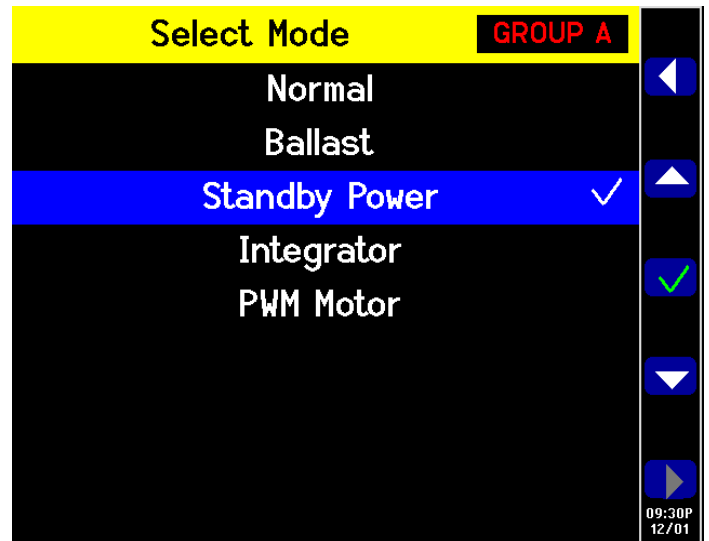 Select Mode GROUP A
Normal
Ballast
Standby Power
Integrator
PWM Motor
09:30P
12/01